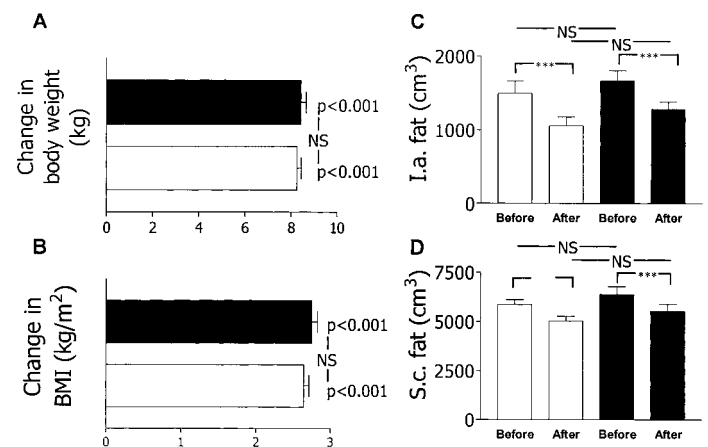 A
Change in
body weight
(kg)
p<0.001
NS
p<0.001
0 2 4 6 8 10
B
Change in
BMI (kg/m²)
p<0.001
NS
p<0.001
0 1 2 3
C
NS
NS
I.a. fat (cm³)
2000
1000
0
***
***
Before After Before After
D
NS
NS
S.c. fat (cm³)
7500
5000
2500
0
***
Before After Before After